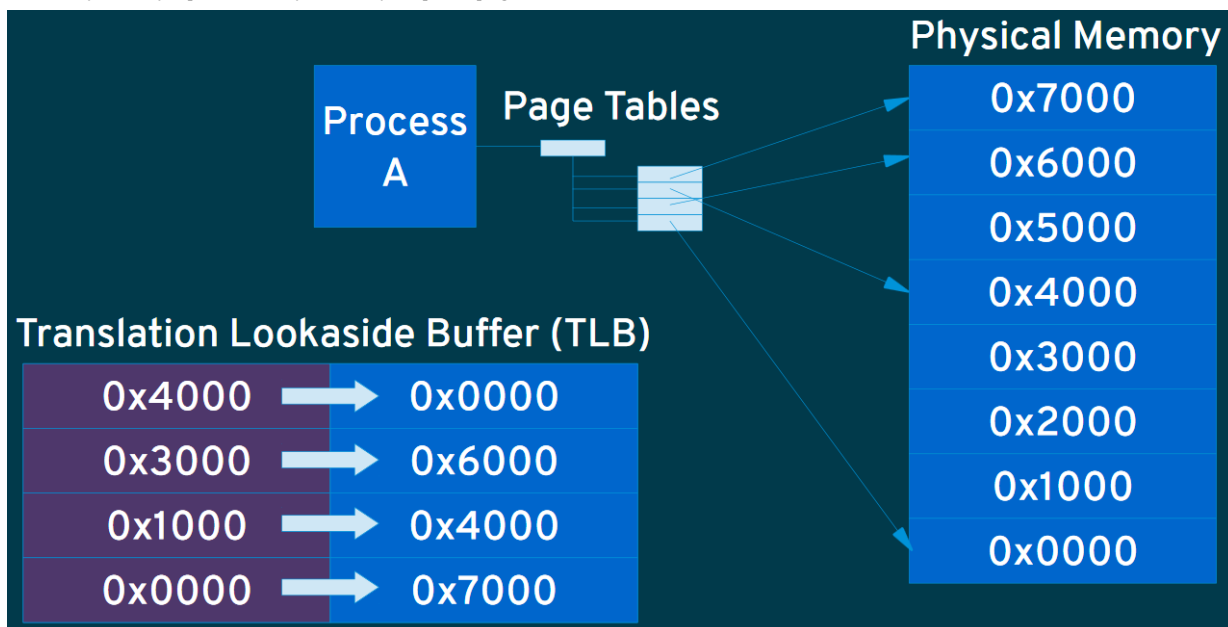 Physical Memory
Process
A
Page Tables
0x7000
0x6000
0x5000
0x4000
0x3000
0x2000
0x1000
0x0000
Translation Lookaside Buffer (TLB)
0x4000 0x0000
0x3000 0x6000
0x1000 0x4000
0x0000 0x7000